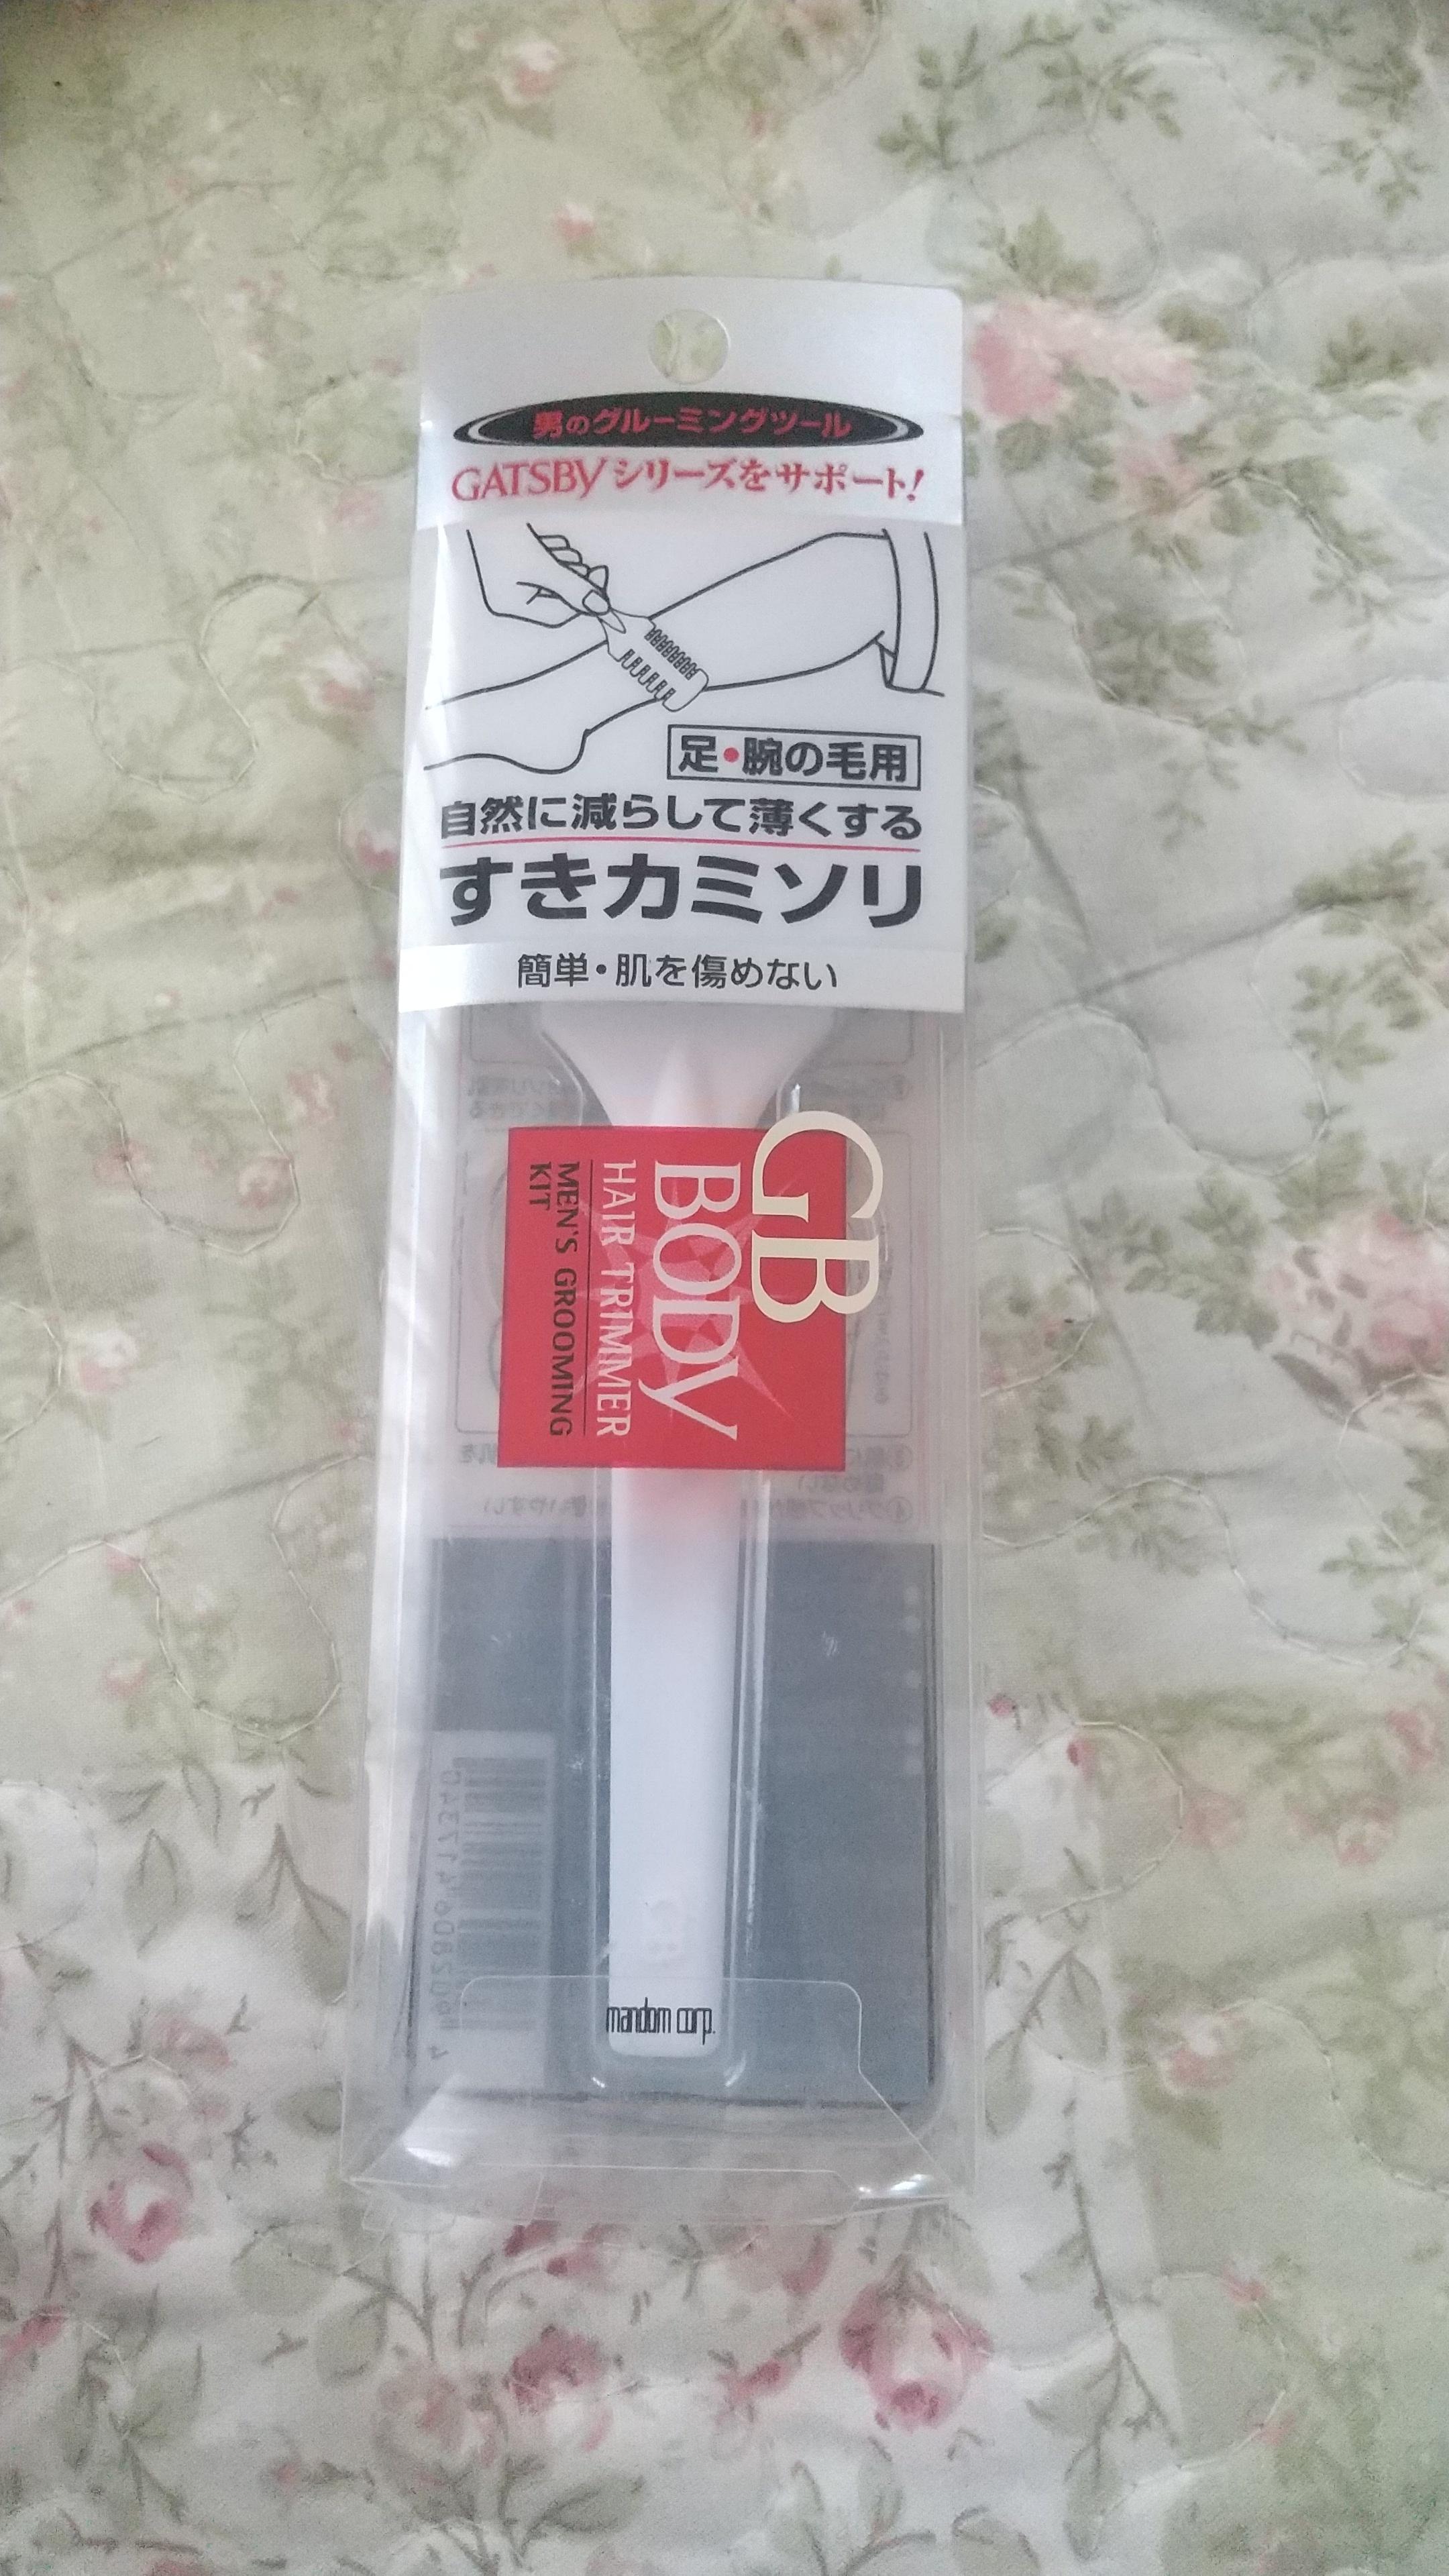 男のグルーミングツール
GATSBYシリーズをサポート!
足・腕の毛用
自然に減らして薄くする
すきカミソリ
簡単・肌を傷めない
GB
BODY
HAIR TRIMMER
MEN'S GROOMING
KIT
mandom corp.